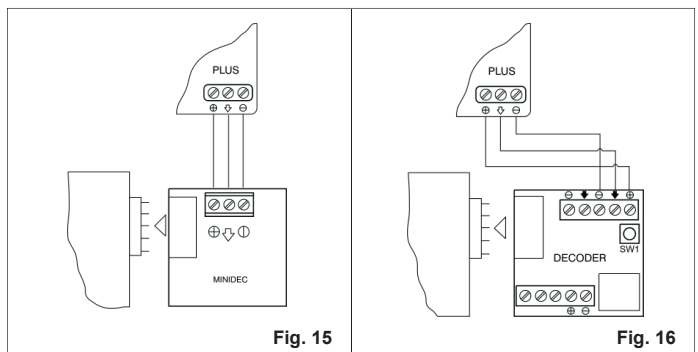 PLUS
MINIDEC
Fig. 15
PLUS
SW1
DECODER
Fig. 16